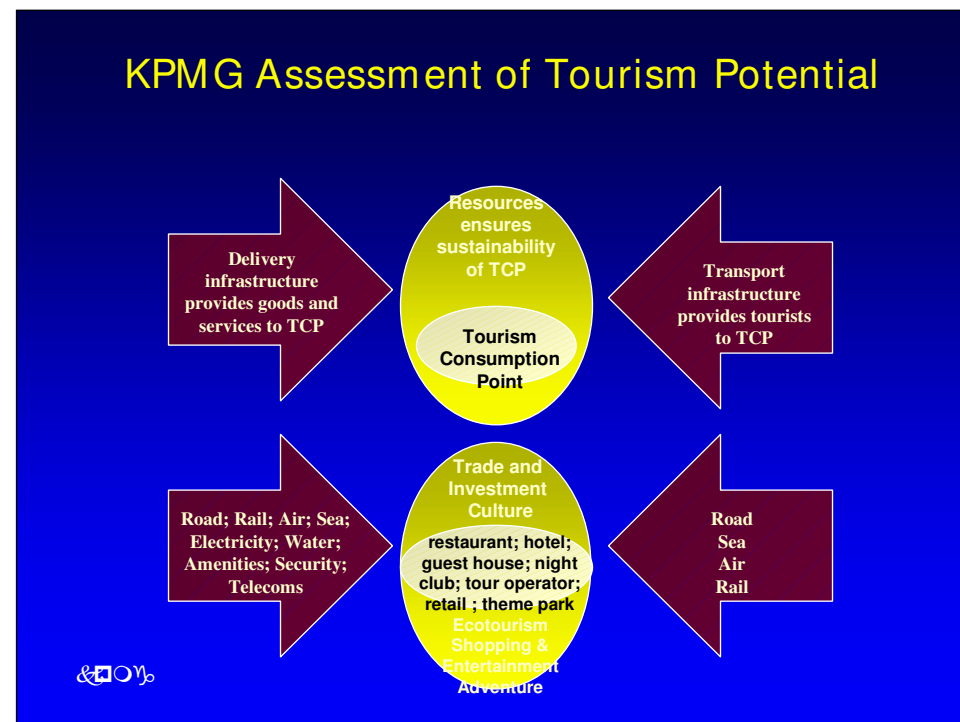 KPMG Assessment of Tourism Potential
Delivery
infrastructure
provides goods and
services to TCP
Resources
ensures
sustainability
of TCP
Tourism
Consumption
Point
Transport
infrastructure
provides tourists
to TCP
Road; Rail; Air; Sea;
Electricity; Water;
Amenities; Security;
Telecoms
Trade and
Investment
Culture
restaurant; hotel;
guest house; night
club; tour operator;
retail ; theme park
Ecotourism
Shopping &
Entertainment
Adventure
Road
Sea
Air
Rail